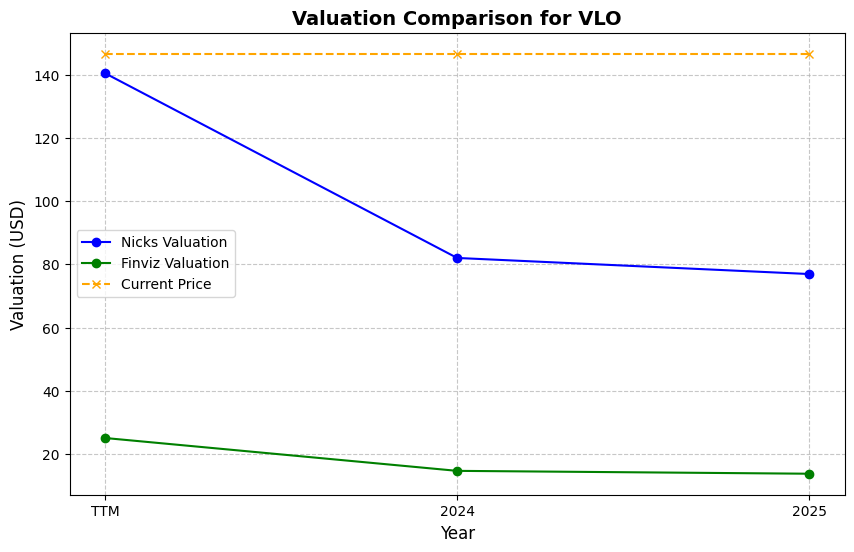 Valuation Comparison for VLO
Valuation (USD)
140
120
100
80
60
40
20
Nicks Valuation
Finviz Valuation
Current Price
TTM
2024
2025
Year